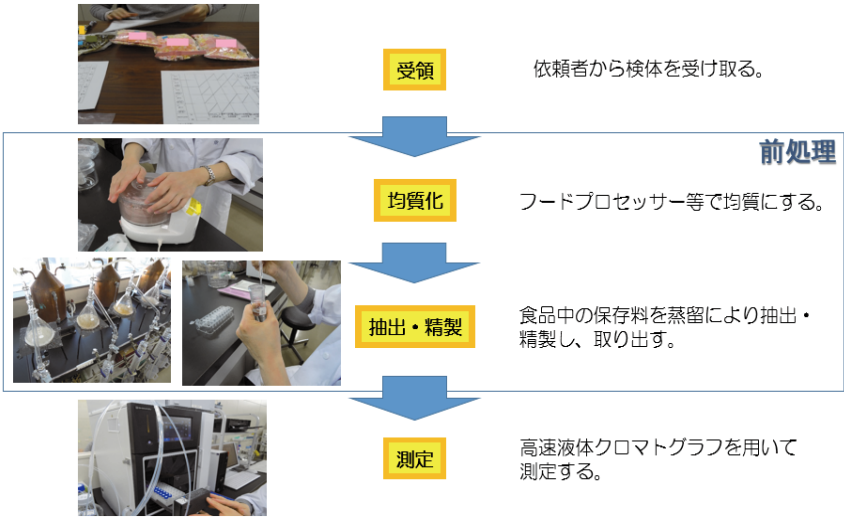 受領
依頼者から検体を受け取る。
前処理
均質化
フードプロセッサー等で均質にする。
抽出・精製
食品中の保存料を蒸留により抽出・
精製し、取り出す。
測定
高速液体クロマトグラフを用いて
測定する。